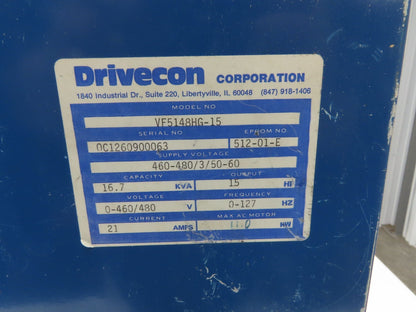 Drivecon CORPORATION
1840 Industrial Dr., Suite 220, Libertyville, IL 60048 (847) 918-1406
MODEL NO
VF5148HG-15
SERIAL NO EPROM NO
0C1260900063 512-01-E
SUPPLY VOLTAGE
460-480/3/50-60
CAPACITY OUTPUT
16.7 KVA 15 HP
VOLTAGE FREQUENCY
0-460/480 V 0-127 HZ
CURRENT MAX AC MOTOR
21 AMPS KW